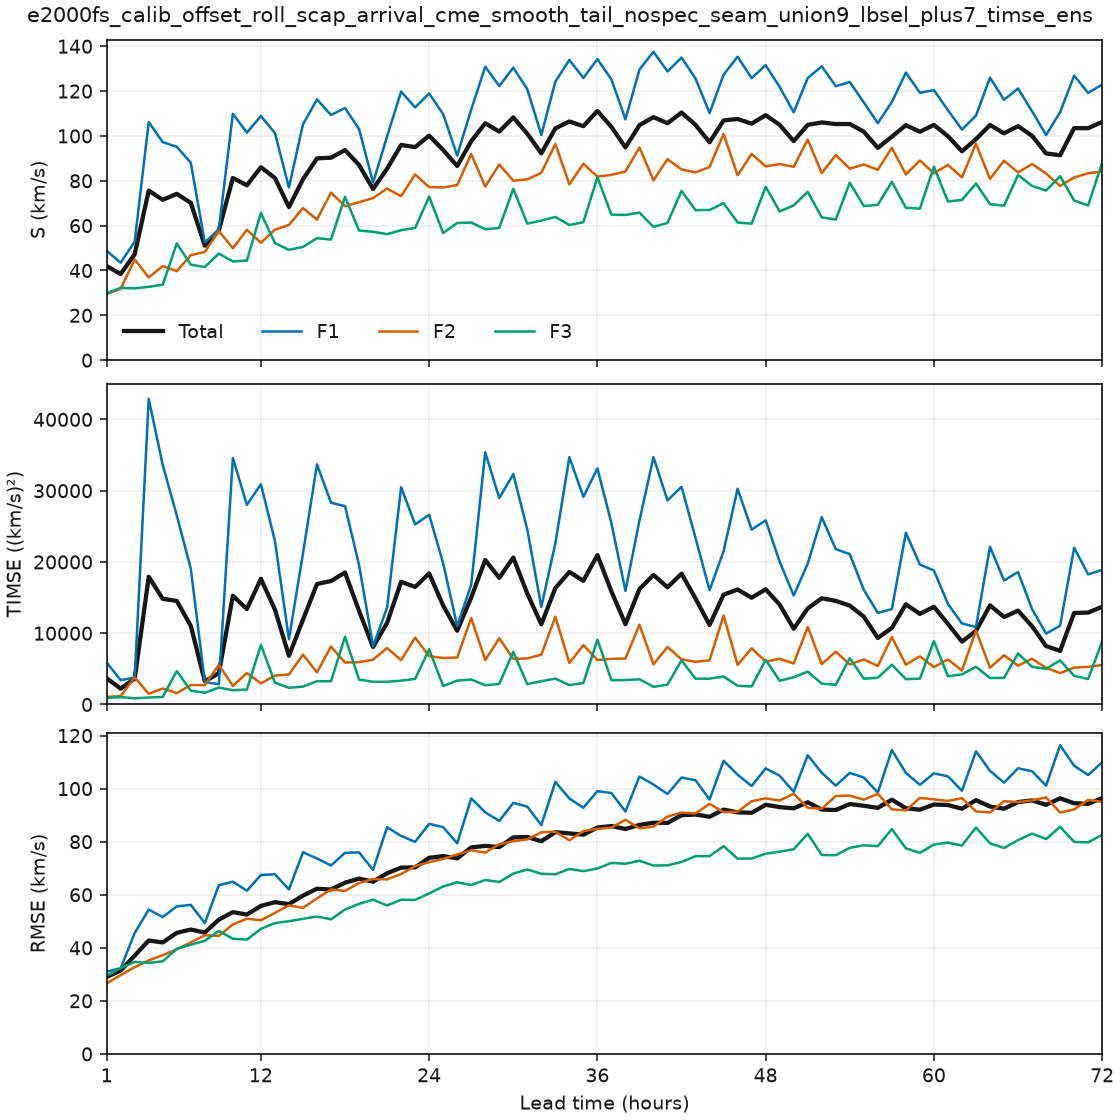 e2000fs_calib_offset_roll_scap_arrival_cme_smooth_tail_nospec_seam_union9_lbsel_plus7_timse_ens
S (km/s)
140
120
100
80
60
40
20
0
Total F1 F2 F3
TIMSE ((km/s)²)
40000
30000
20000
10000
0
RMSE (km/s)
120
100
80
60
40
20
0
1 12 24 36 48 60 72
Lead time (hours)